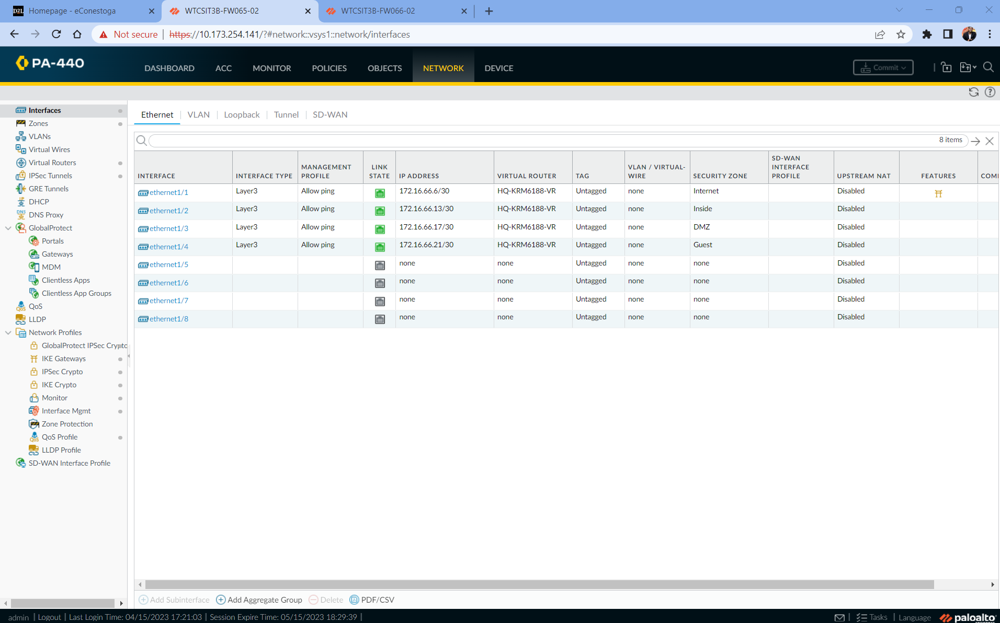 Homepage - eConestoga
WTCSIT3B-FW065-02
WTCSIT3B-FW066-02
Not secure | https://10.173.254.141/?#network::vsys1::network/interfaces
PA-440
DASHBOARD ACC MONITOR POLICIES OBJECTS NETWORK DEVICE
Commit
Interfaces
Zones
VLANs
Virtual Wires
Virtual Routers
IPSec Tunnels
GRE Tunnels
DHCP
DNS Proxy
GlobalProtect
Portals
Gateways
MDM
Clientless Apps
Clientless App Groups
QoS
LLDP
Network Profiles
GlobalProtect IPSec Crypto
IKE Gateways
IPSec Crypto
IKE Crypto
Monitor
Interface Mgmt
Zone Protection
QoS Profile
LLDP Profile
SD-WAN Interface Profile
Ethernet | VLAN | Loopback | Tunnel | SD-WAN
8 items
INTERFACE INTERFACE TYPE MANAGEMENT PROFILE LINK STATE IP ADDRESS VIRTUAL ROUTER TAG VLAN / VIRTUAL-WIRE SECURITY ZONE SD-WAN INTERFACE PROFILE UPSTREAM NAT FEATURES COM
ethernet1/1 Layer3 Allow ping 172.16.66.6/30 HQ-KRM6188-VR Untagged none Internet Disabled
ethernet1/2 Layer3 Allow ping 172.16.66.13/30 HQ-KRM6188-VR Untagged none Inside Disabled
ethernet1/3 Layer3 Allow ping 172.16.66.17/30 HQ-KRM6188-VR Untagged none DMZ Disabled
ethernet1/4 Layer3 Allow ping 172.16.66.21/30 HQ-KRM6188-VR Untagged none Guest Disabled
ethernet1/5 none none Untagged none none Disabled
ethernet1/6 none none Untagged none none Disabled
ethernet1/7 none none Untagged none none Disabled
ethernet1/8 none none Untagged none none Disabled
Add Subinterface Add Aggregate Group Delete PDF/CSV
admin | Logout | Last Login Time: 04/15/2023 17:21:03 | Session Expire Time: 05/15/2023 18:29:39 |
Tasks | Language
paloalto